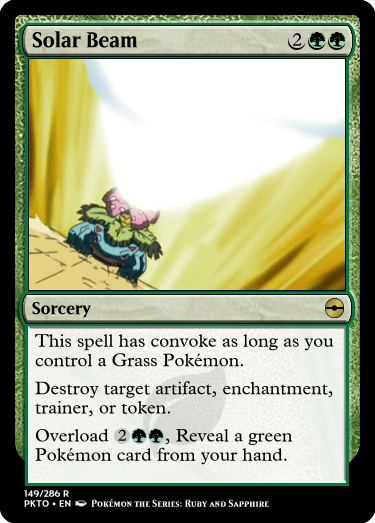 Solar Beam 2
Sorcery
This spell has convoke as long as you
control a Grass Pokémon.
Destroy target artifact, enchantment,
trainer, or token.
Overload 2, Reveal a green
Pokémon card from your hand.
149/286 R
PKTO • EN Pokémon the Series: Ruby and Sapphire